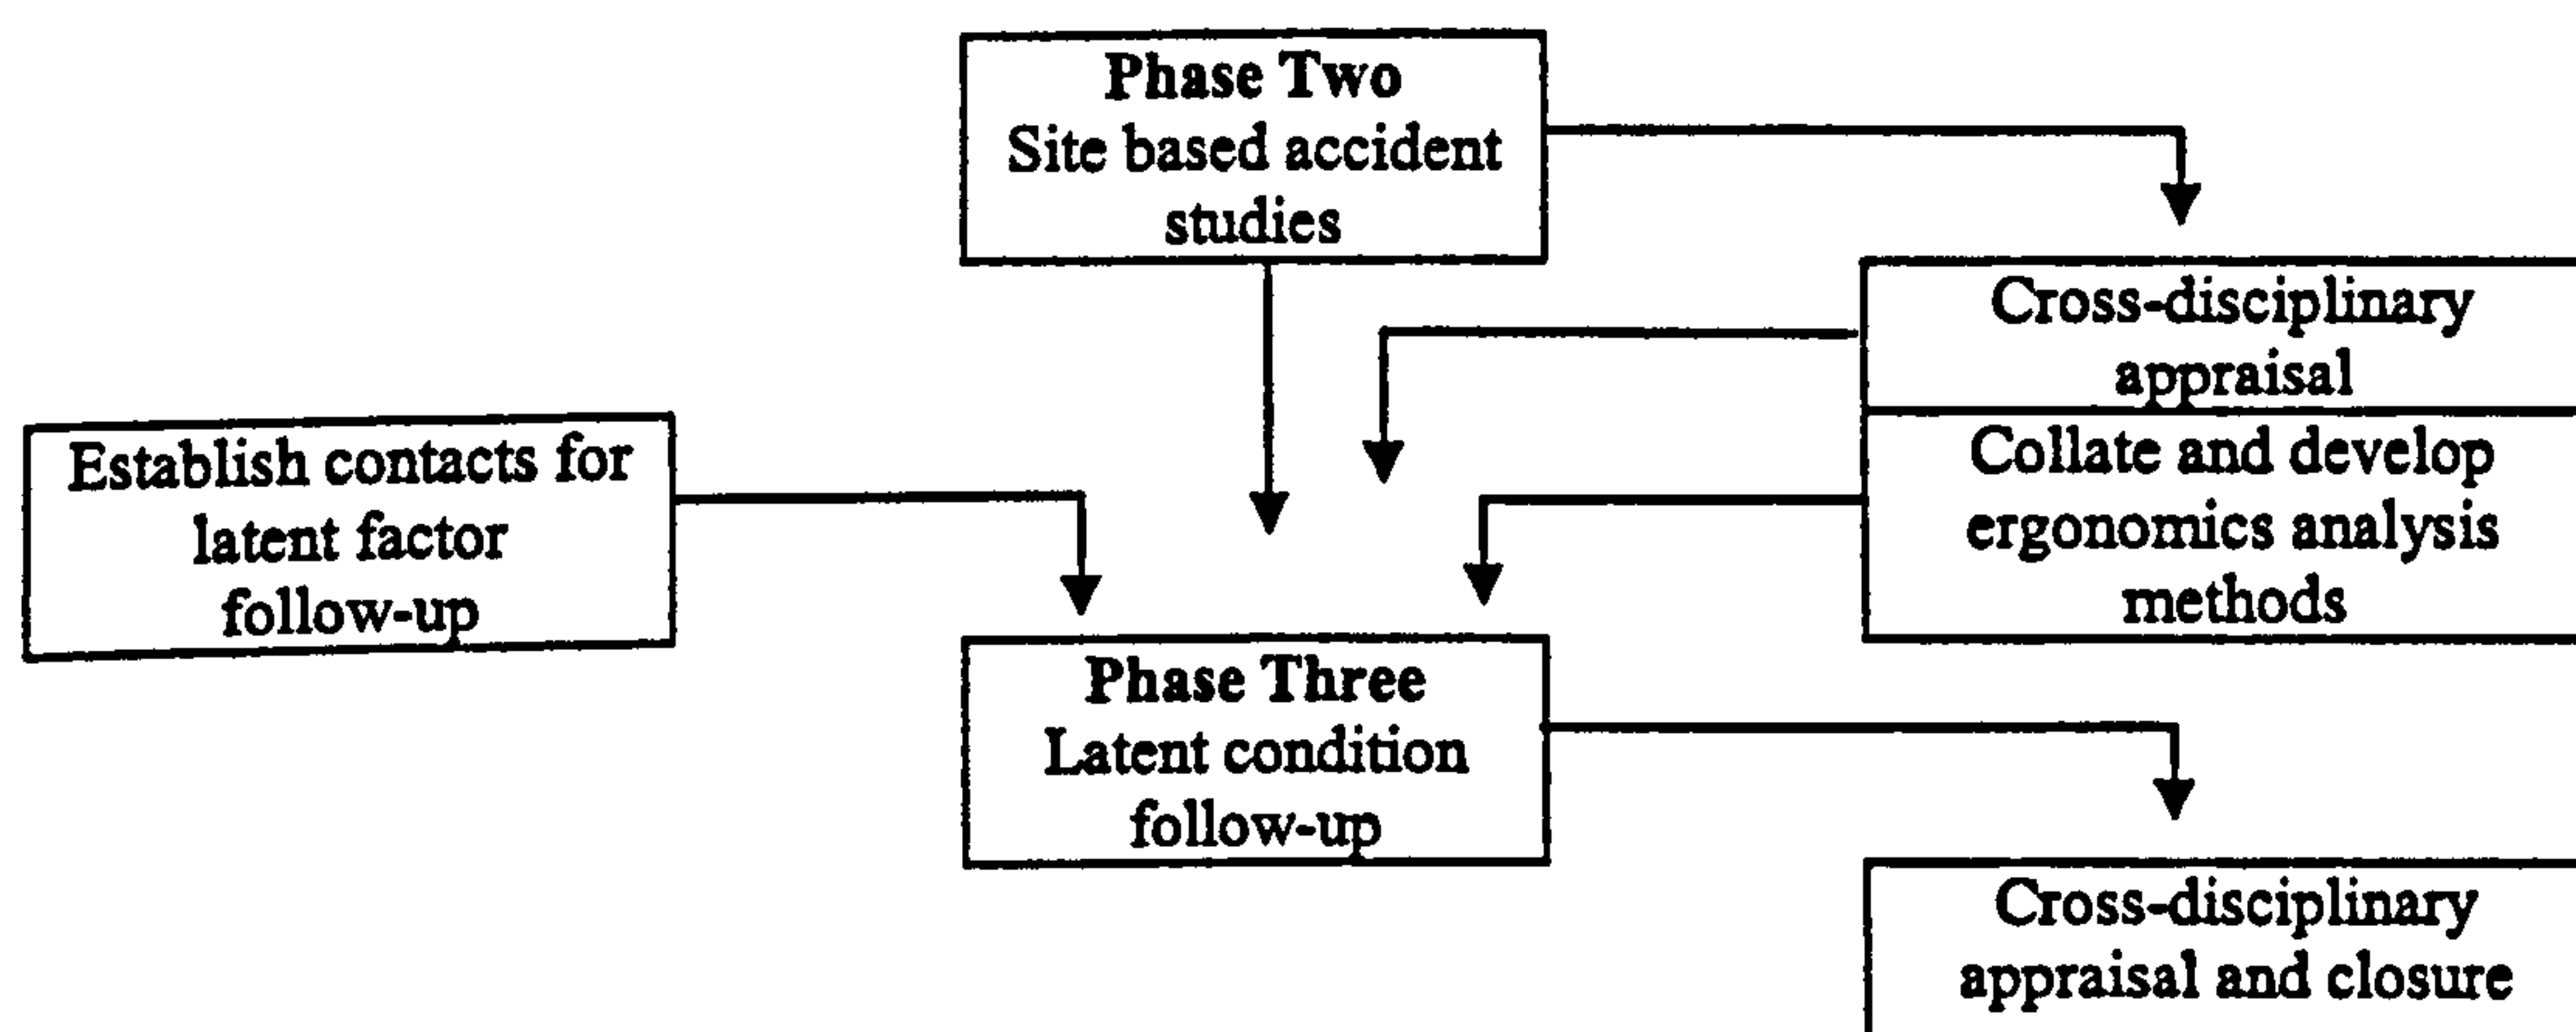 Phase Two
Site based accident
studies
Cross-disciplinary
appraisal
Establish contacts for
latent factor
follow-up
Collate and develop
ergonomics analysis
methods
Phase Three
Latent condition
follow-up
Cross-disciplinary
appraisal and closure